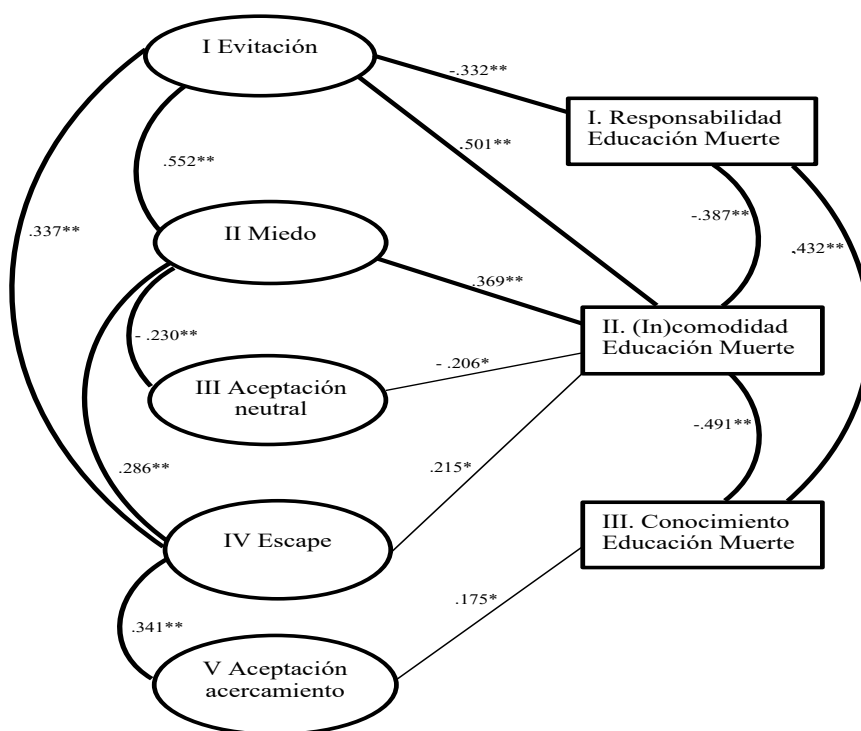 I Evitación
-.332**
I. Responsabilidad
Educación Muerte
.501**
.552**
-.387**
.337**
II Miedo
.432**
.369**
II. (In)comodidad
Educación Muerte
- .230**
- .206*
III Aceptación
neutral
-.491**
.286**
.215*
III. Conocimiento
Educación Muerte
IV Escape
.175*
.341**
V Aceptación
acercamiento